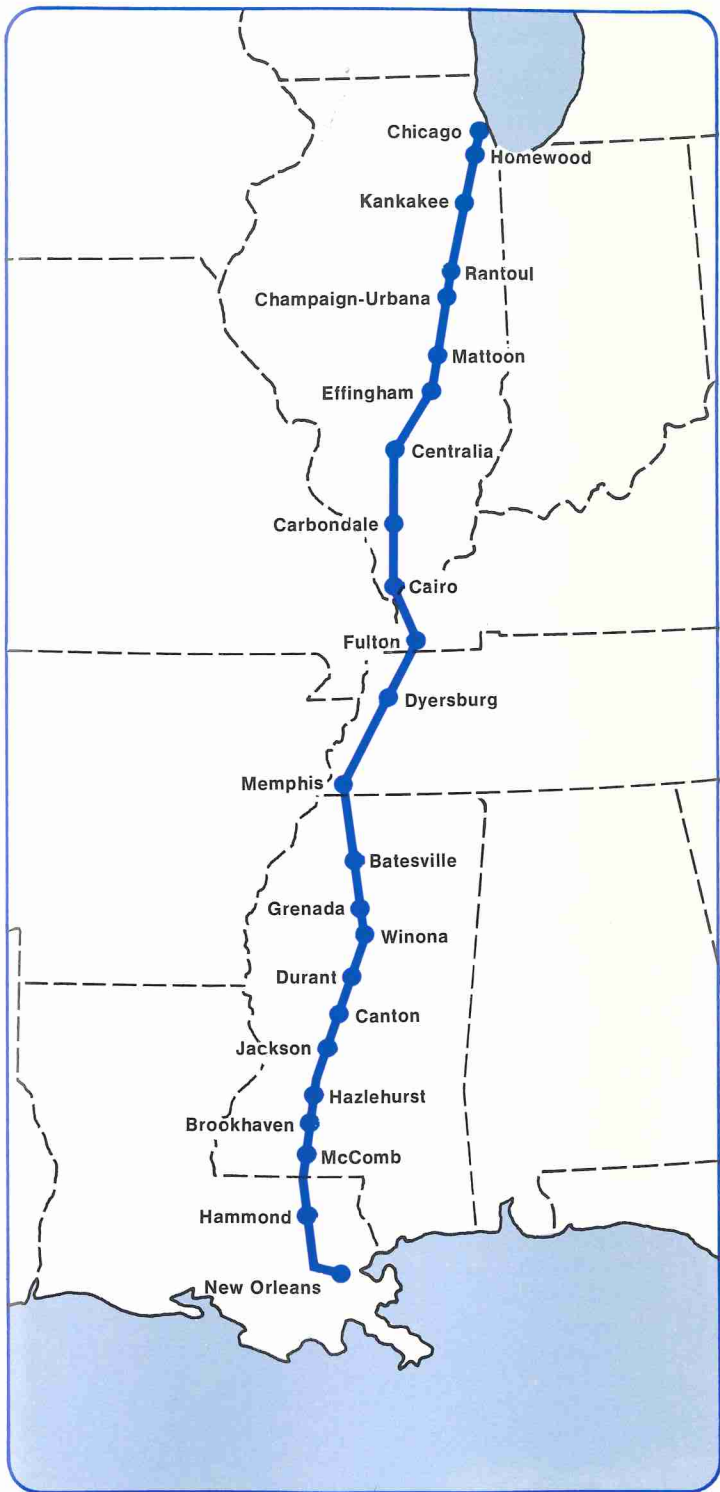 Chicago
Homewood
Kankakee
Rantoul
Champaign-Urbana
Mattoon
Effingham
Centralia
Carbondale
Cairo
Fulton
Dyersburg
Memphis
Batesville
Grenada
Winona
Durant
Canton
Jackson
Hazlehurst
Brookhaven
McComb
Hammond
New Orleans